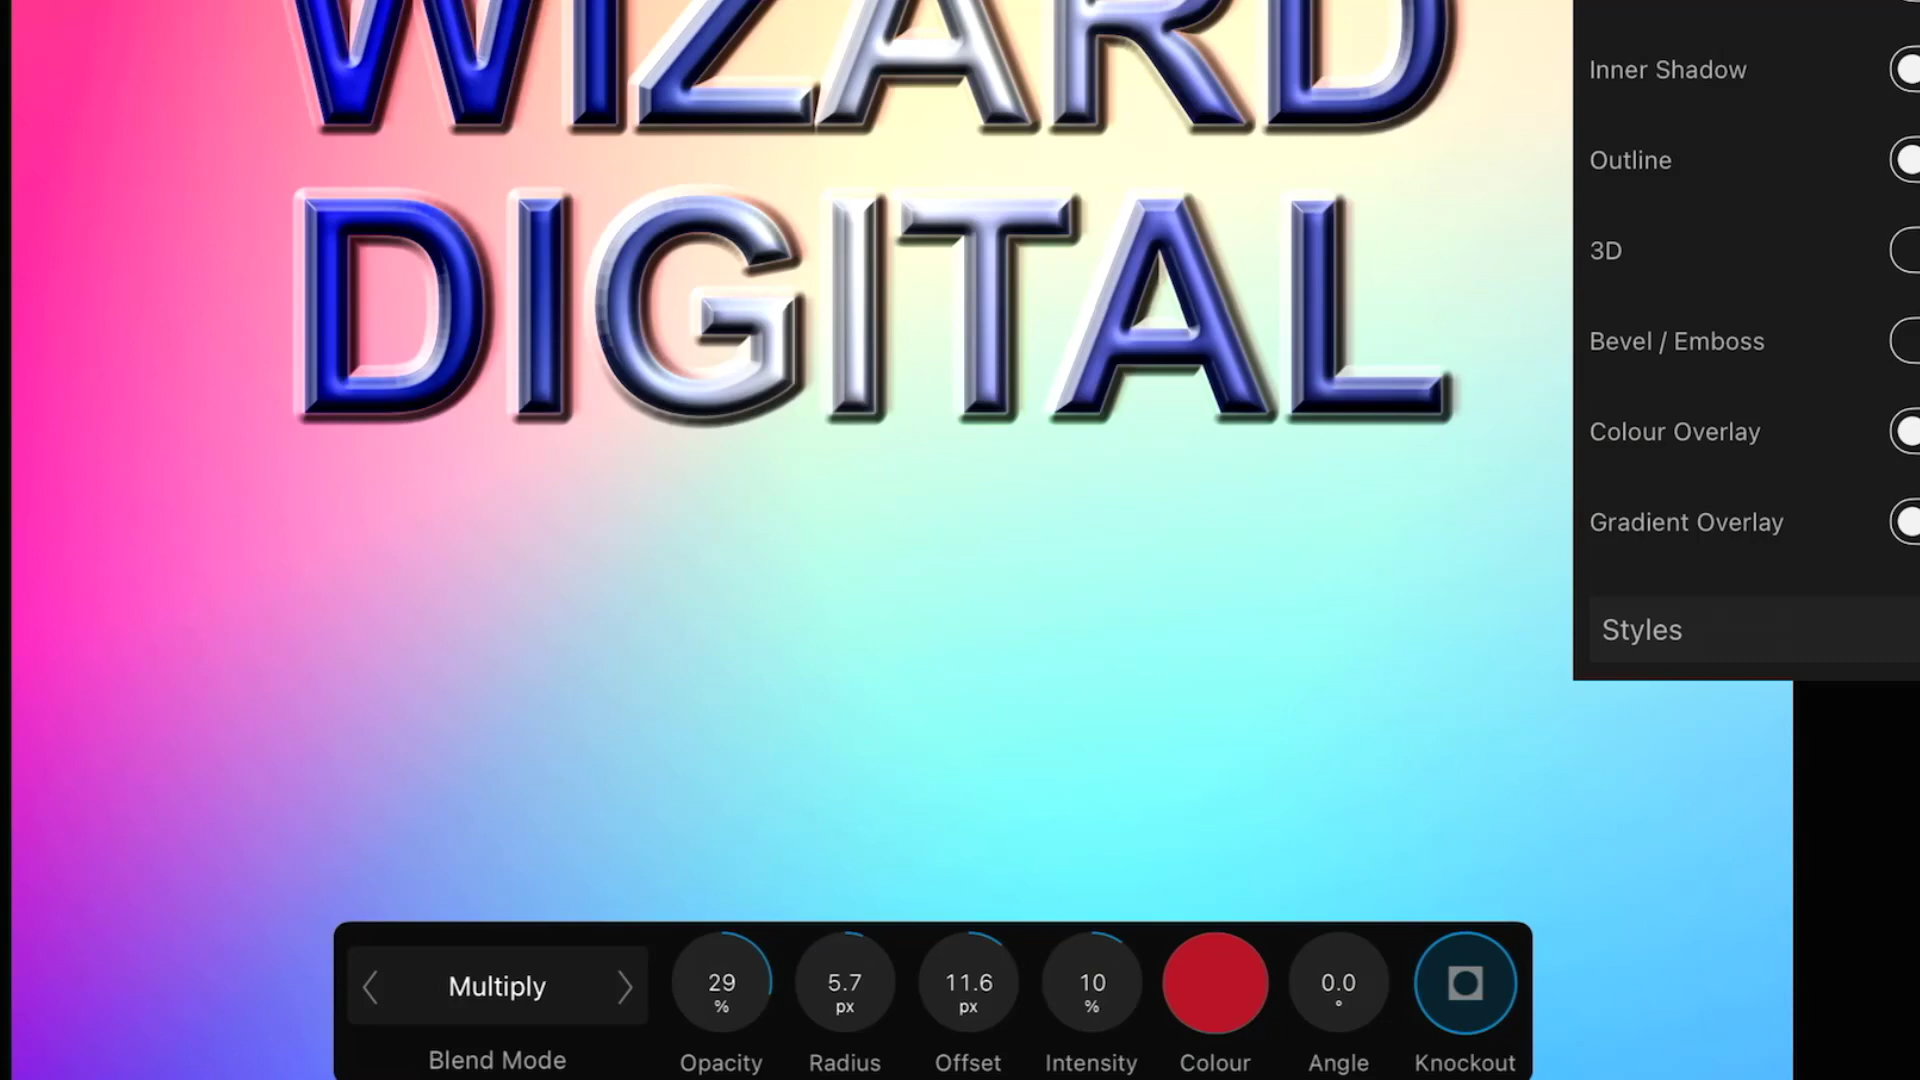 WIZARD
DIGITAL
Inner Shadow
Outline
3D
Bevel / Emboss
Colour Overlay
Gradient Overlay
Styles
Multiply
Blend Mode
29 %
Opacity
5.7 px
Radius
11.6 px
Offset
10 %
Intensity
Colour
0.0 °
Angle
Knockout